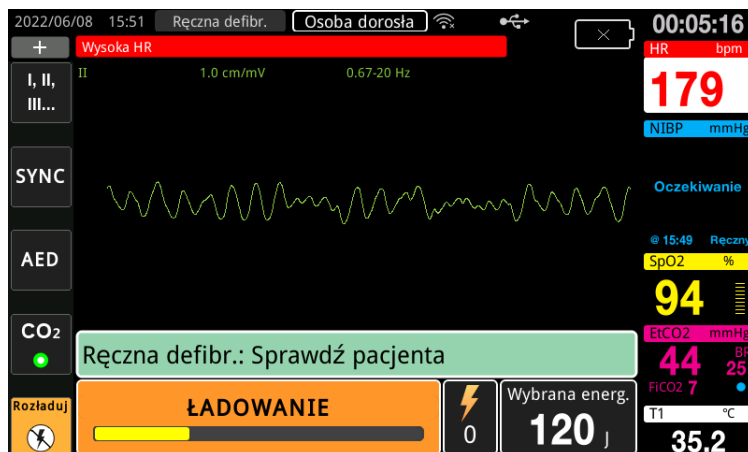 2022/06/08 15:51 Ręczna defibr. Osoba dorosła 00:05:16
+ Wysoka HR HR bpm
I, II, III... II 1.0 cm/mV 0.67-20 Hz 179
NIBP mmHg
SYNC Oczekiwanie
@ 15:49 Ręczny
AED SpO2 %
94
CO₂ EtCO2 mmHg
Ręczna defibr.: Sprawdź pacjenta 44 BP 25
FiCO2 7
Rozładuj ŁADOWANIE 0 Wybrana energ. T1 °C
120 J 35.2